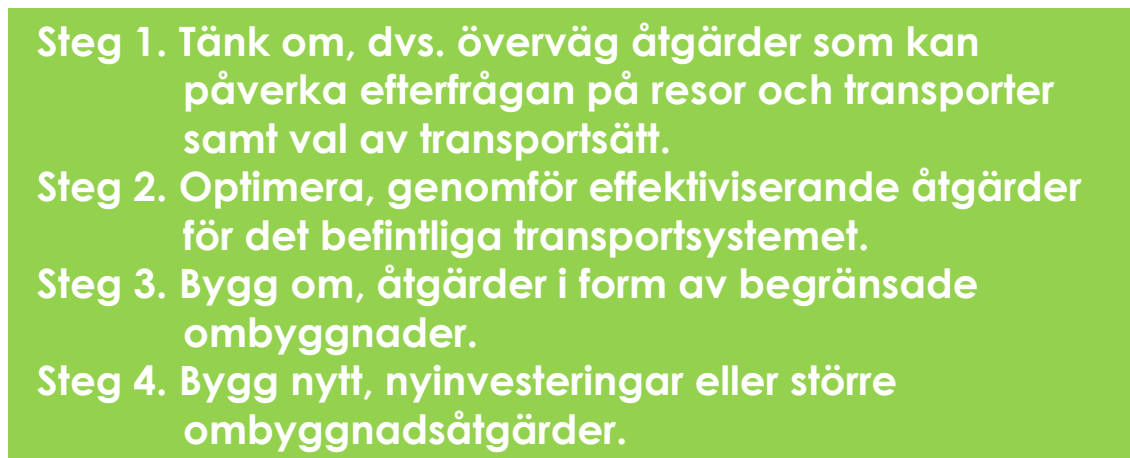 Steg 1. Tänk om, dvs. överväg åtgärder som kan
påverka efterfrågan på resor och transporter
samt val av transportsätt.
Steg 2. Optimera, genomför effektiviserande åtgärder
för det befintliga transportsystemet.
Steg 3. Bygg om, åtgärder i form av begränsade
ombyggnader.
Steg 4. Bygg nytt, nyinvesteringar eller större
ombyggnadsåtgärder.